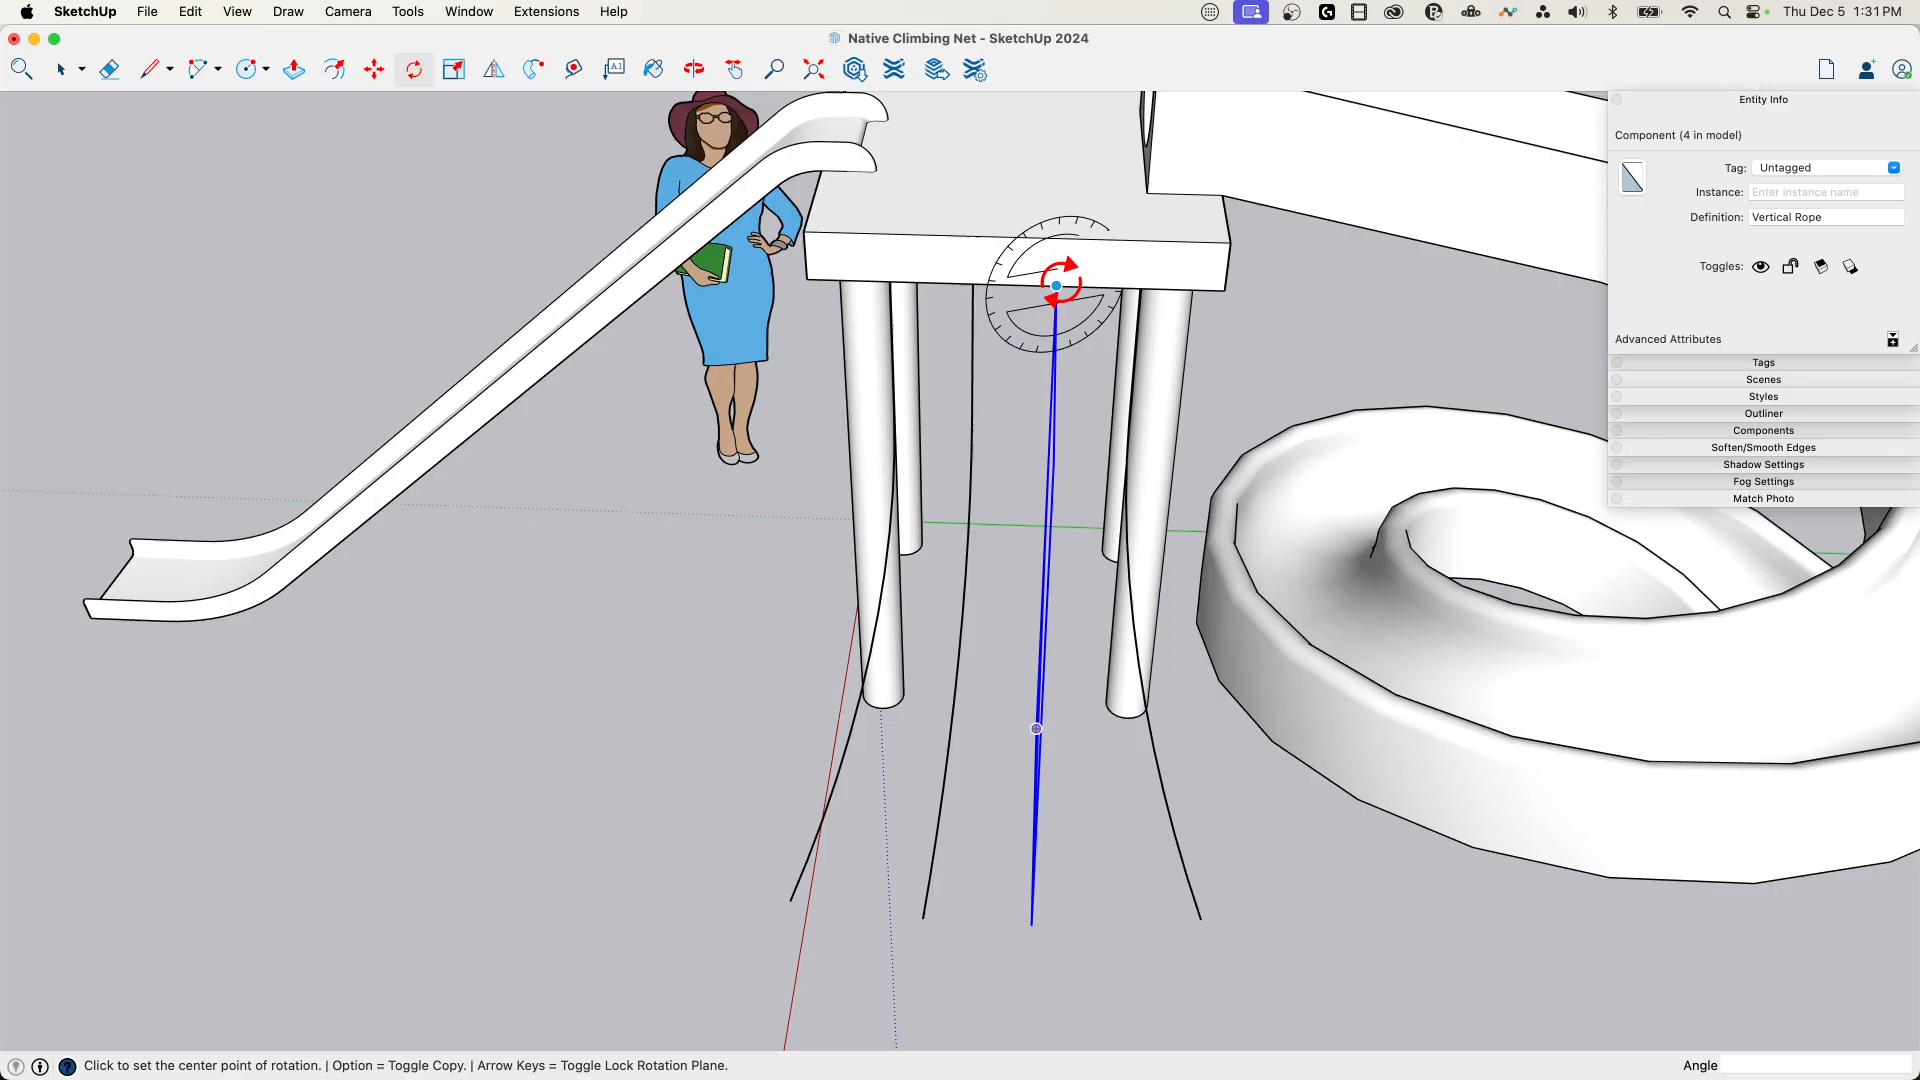 SketchUp File Edit View Draw Camera Tools Window Extensions Help
Thu Dec 5 1:31 PM
Native Climbing Net - SketchUp 2024
A1
Entity Info
Component (4 in model)
Tag: Untagged
Instance: Enter instance name
Definition: Vertical Rope
Toggles:
Advanced Attributes
Tags
Scenes
Styles
Outliner
Components
Soften/Smooth Edges
Shadow Settings
Fog Settings
Match Photo
Click to set the center point of rotation. | Option = Toggle Copy. | Arrow Keys = Toggle Lock Rotation Plane.
Angle